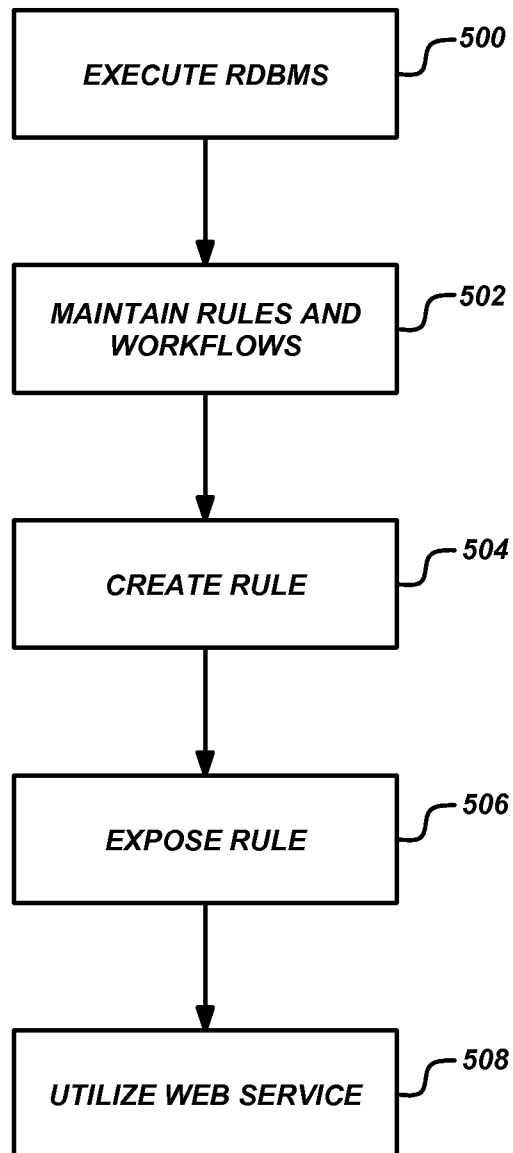 EXECUTE RDBMS
500
MAINTAIN RULES AND
WORKFLOWS
502
CREATE RULE
504
EXPOSE RULE
506
UTILIZE WEB SERVICE
508